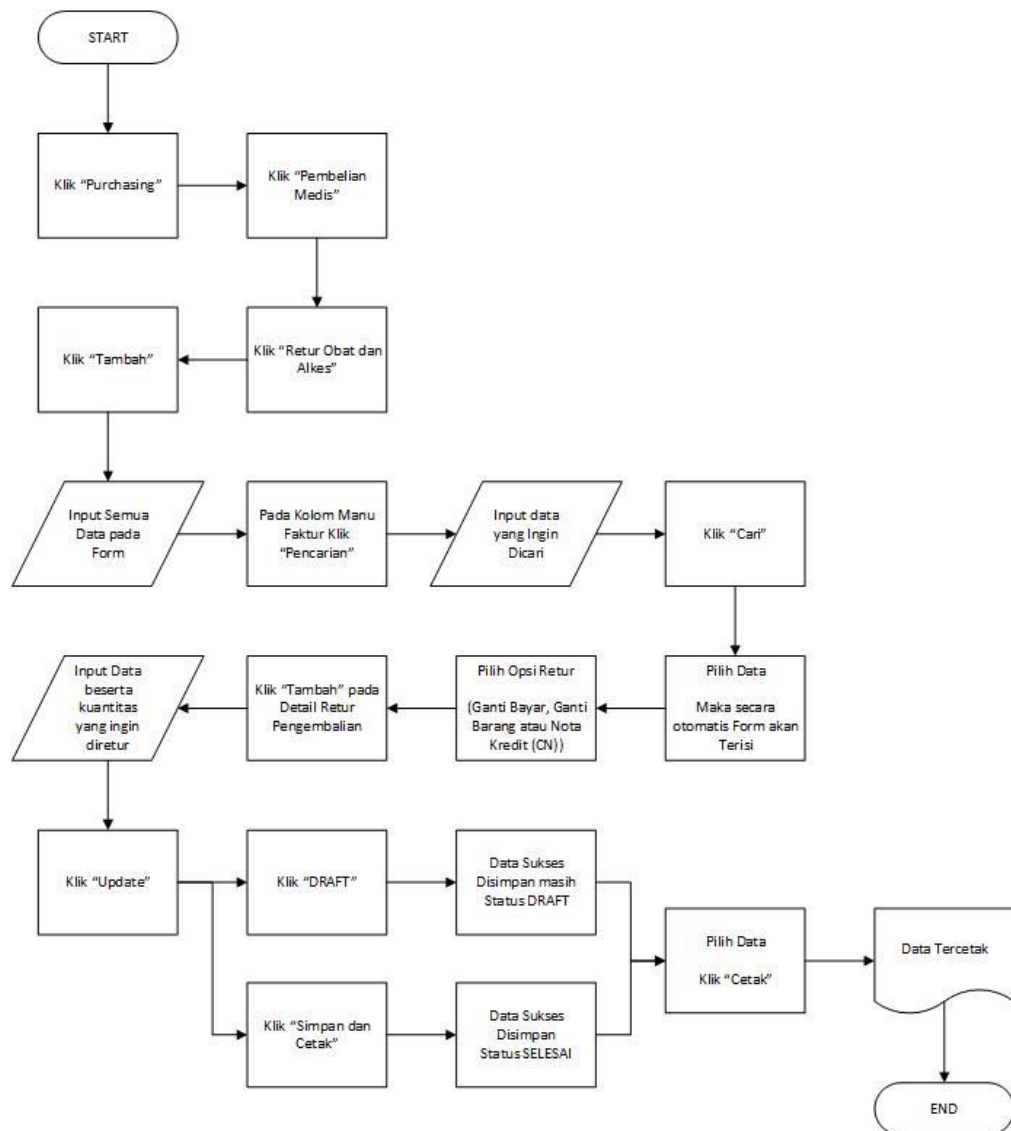 START
Klik “Purchasing”
Klik “Pembelian
Medis”
Klik “Retur Obat dan
Alkes”
Klik “Tambah”
Input Semua
Data pada
Form
Pada Kolom Manu
Faktur Klik
“Pencarian”
Input data
yang Ingin
Dicari
Klik “Cari”
Pilih Data
Maka secara
otomatis Form akan
Terisi
Pilih Opsi Retur
(Ganti Bayar, Ganti
Barang atau Nota
Kredit (CN))
Klik “Tambah” pada
Detail Retur
Pengembalian
Input Data
beserta
kuantitas
yang ingin
diretur
Klik “Update”
Klik “DRAFT”
Data Sukses
Disimpan masih
Status DRAFT
Klik “Simpan dan
Cetak”
Data Sukses
Disimpan
Status SELESAI
Pilih Data
Klik “Cetak”
Data Tercetak
END